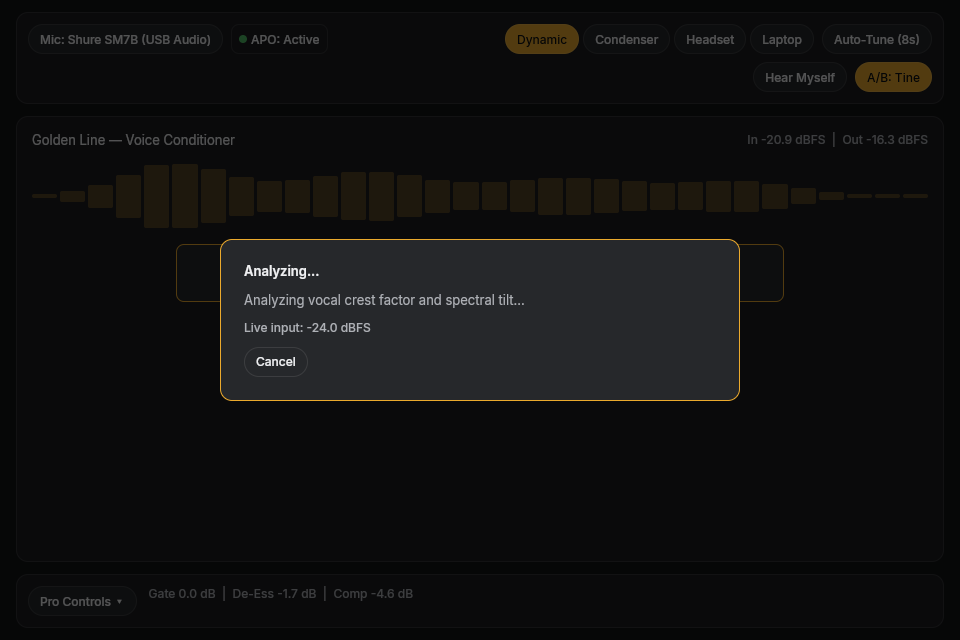 Mic: Shure SM7B (USB Audio)
APO: Active
Dynamic
Condenser
Headset
Laptop
Auto-Tune (8s)
Hear Myself
A/B: Tine
Golden Line — Voice Conditioner
In -20.9 dBFS | Out -16.3 dBFS
Analyzing...
Analyzing vocal crest factor and spectral tilt...
Live input: -24.0 dBFS
Cancel
Pro Controls ▾
Gate 0.0 dB | De-Ess -1.7 dB | Comp -4.6 dB